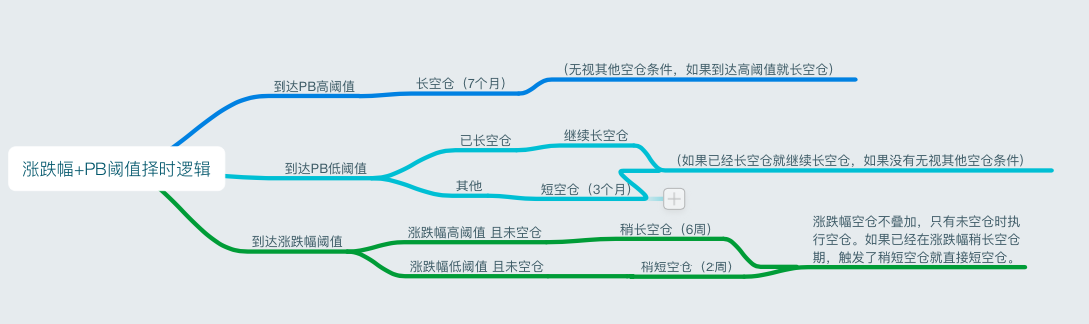 涨跌幅+PB阈值择时逻辑
到达PB高阈值
长空仓（7个月）
（无视其他空仓条件，如果到达高阈值就长空仓）
到达PB低阈值
已长空仓
继续长空仓
其他
短空仓（3个月）
（如果已经长空仓就继续长空仓，如果没有无视其他空仓条件）
到达涨跌幅阈值
涨跌幅高阈值 且未空仓
稍长空仓（6周）
涨跌幅低阈值 且未空仓
稍短空仓（2周）
涨跌幅空仓不叠加，只有未空仓时执
行空仓。如果已经在涨跌幅稍长空仓
期，触发了稍短空仓就直接短空仓。